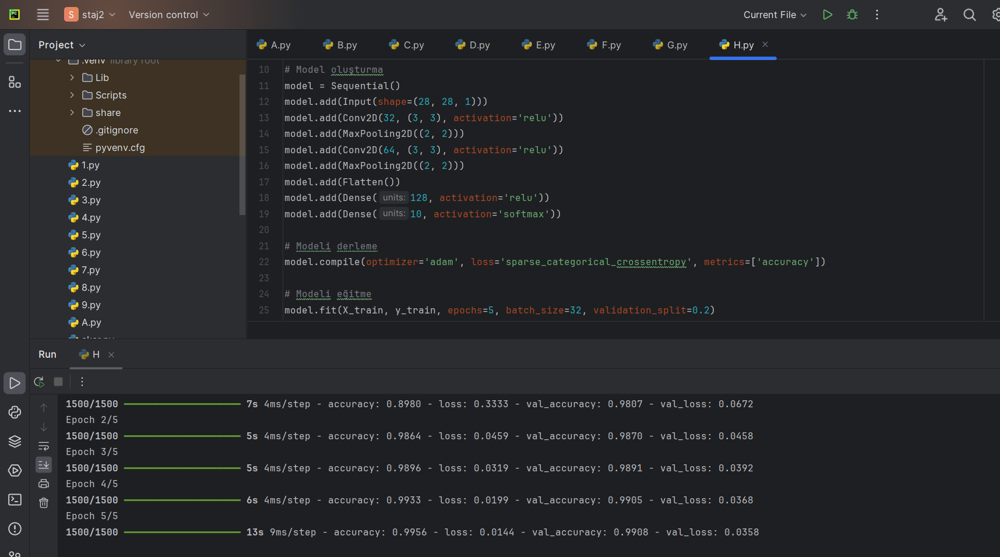 PC
S staj2 Version control Current File
Project
A.py B.py C.py D.py E.py F.py G.py H.py
.venv library root
Lib
Scripts
share
.gitignore
pyvenv.cfg
1.py
2.py
3.py
4.py
5.py
6.py
7.py
8.py
9.py
A.py
10 # Model oluşturma
11 model = Sequential()
12 model.add(Input(shape=(28, 28, 1)))
13 model.add(Conv2D(32, (3, 3), activation='relu'))
14 model.add(MaxPooling2D((2, 2)))
15 model.add(Conv2D(64, (3, 3), activation='relu'))
16 model.add(MaxPooling2D((2, 2)))
17 model.add(Flatten())
18 model.add(Dense( units: 128, activation='relu'))
19 model.add(Dense( units: 10, activation='softmax'))
20
21 # Modeli derleme
22 model.compile(optimizer='adam', loss='sparse_categorical_crossentropy', metrics=['accuracy'])
23
24 # Modeli eğitme
25 model.fit(X_train, y_train, epochs=5, batch_size=32, validation_split=0.2)
Run H
1500/1500 7s 4ms/step - accuracy: 0.8980 - loss: 0.3333 - val_accuracy: 0.9807 - val_loss: 0.0672
Epoch 2/5
1500/1500 5s 4ms/step - accuracy: 0.9864 - loss: 0.0459 - val_accuracy: 0.9870 - val_loss: 0.0458
Epoch 3/5
1500/1500 5s 4ms/step - accuracy: 0.9896 - loss: 0.0319 - val_accuracy: 0.9891 - val_loss: 0.0392
Epoch 4/5
1500/1500 6s 4ms/step - accuracy: 0.9933 - loss: 0.0199 - val_accuracy: 0.9905 - val_loss: 0.0368
Epoch 5/5
1500/1500 13s 9ms/step - accuracy: 0.9956 - loss: 0.0144 - val_accuracy: 0.9908 - val_loss: 0.0358